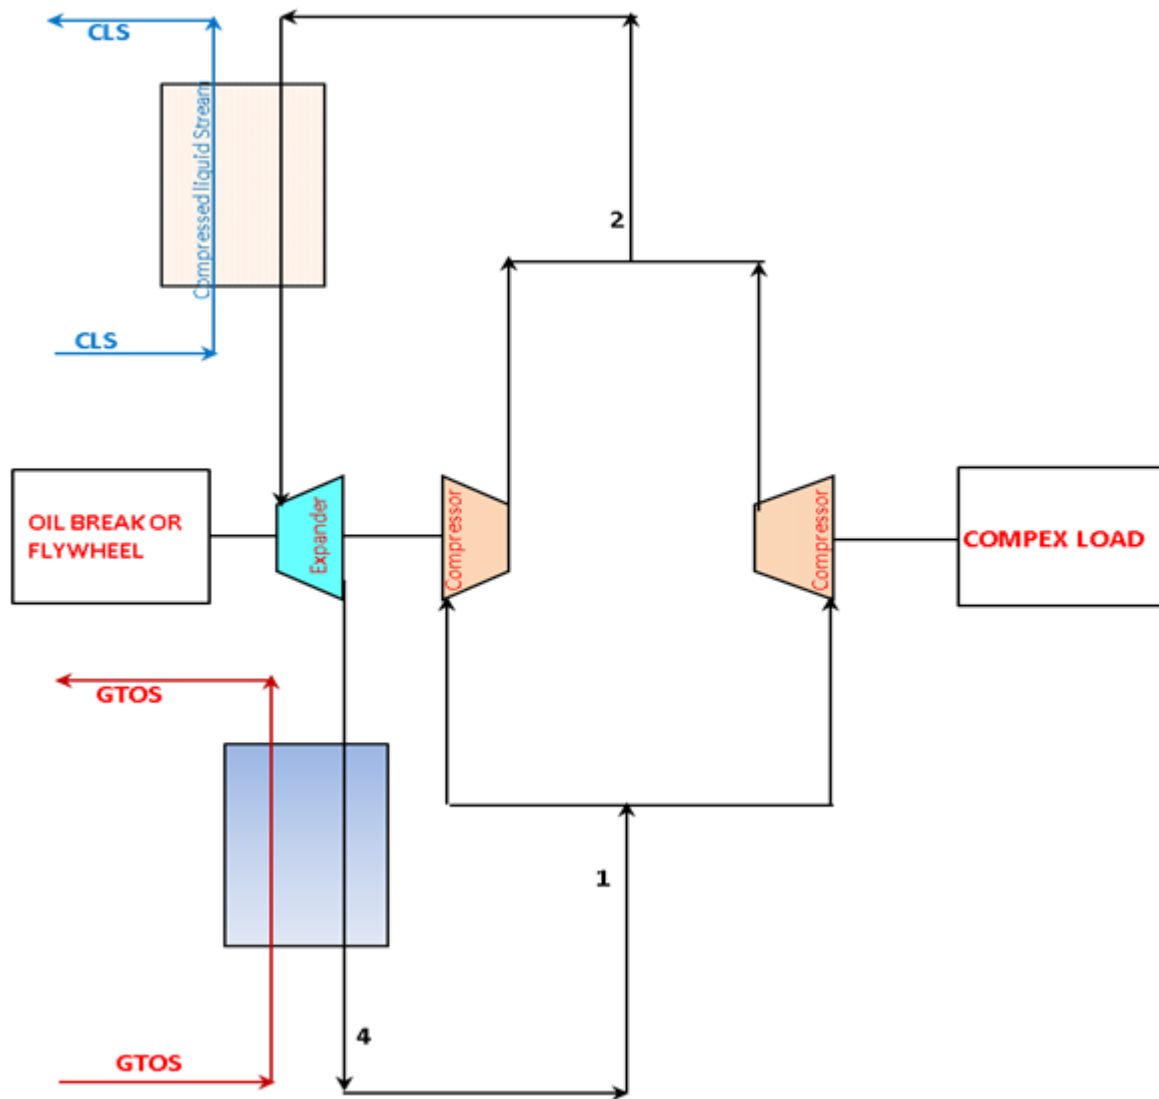 CLS
Compressed liquid Stream
2
CLS
OIL BREAK OR
FLYWHEEL
Expander
Compressor
Compressor
COMPEX LOAD
GTOS
1
4
GTOS